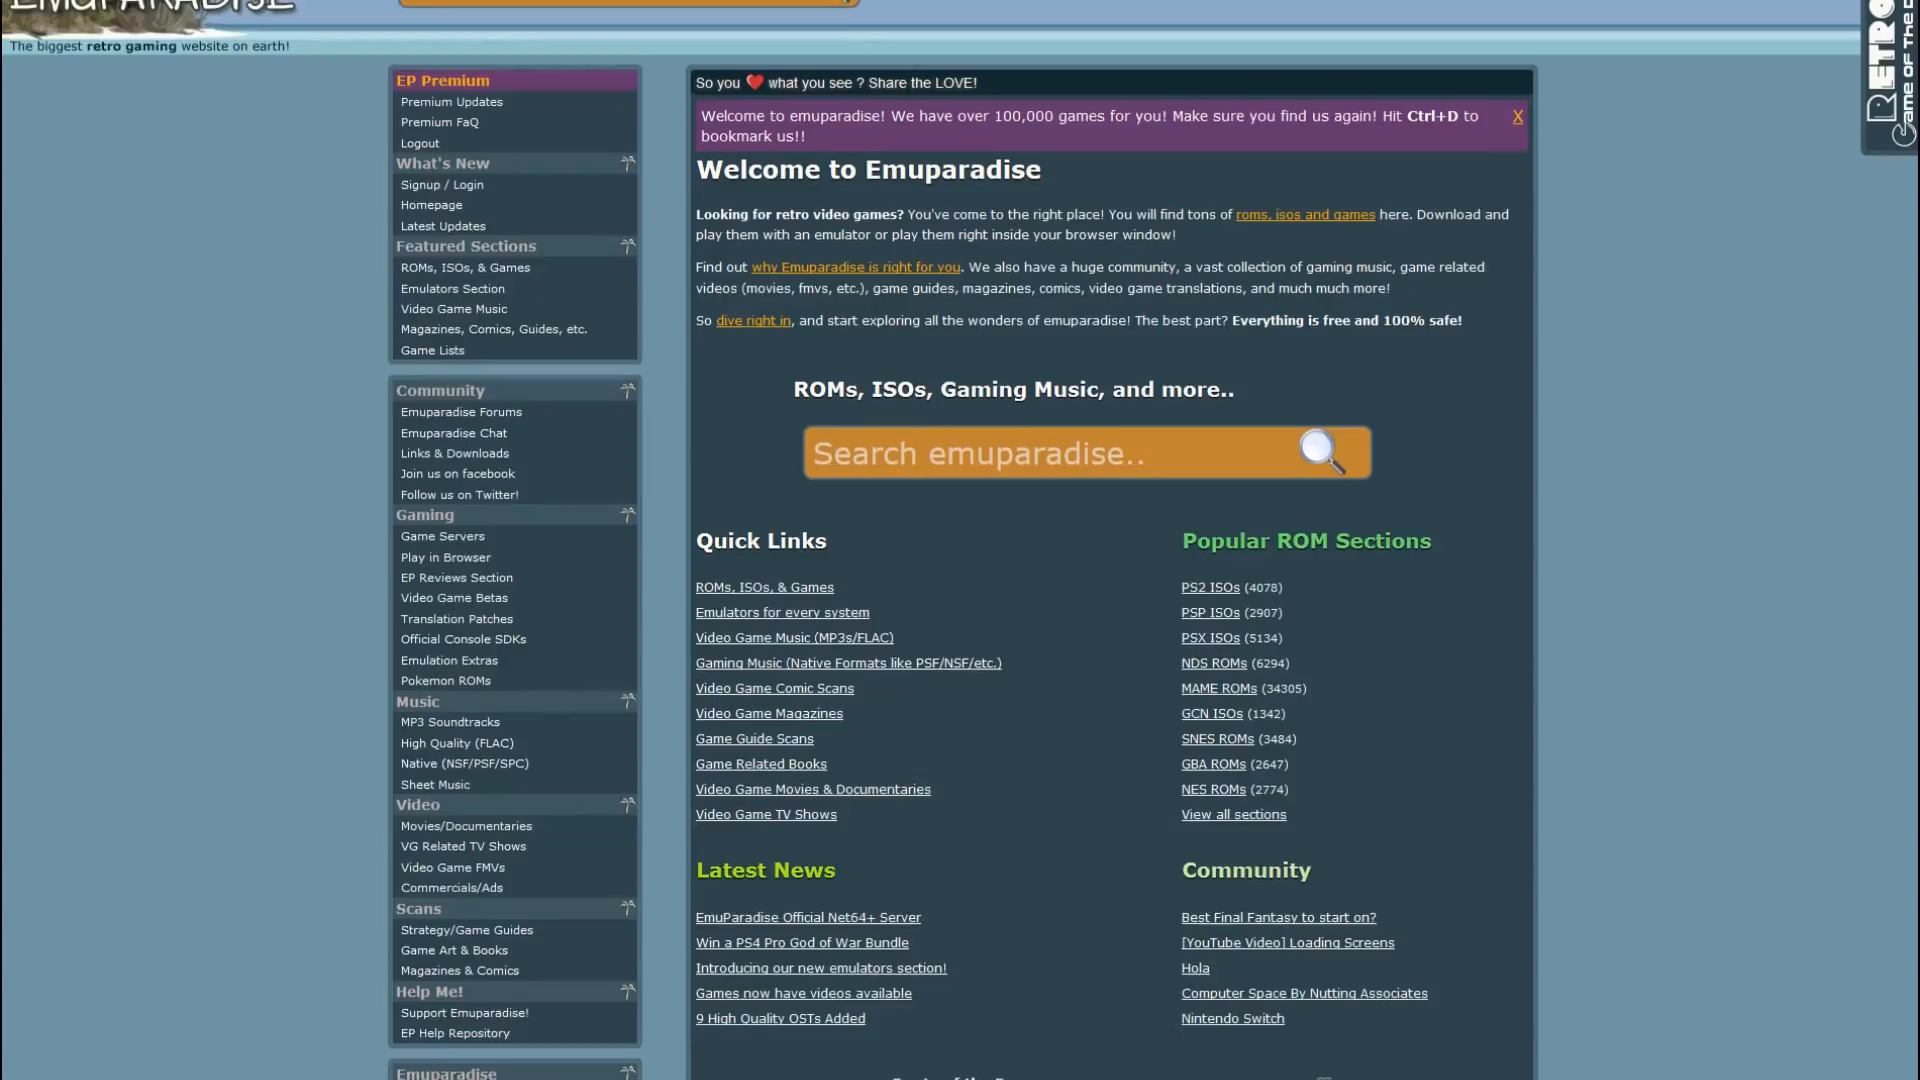 EMUPARADISE
The biggest retro gaming website on earth!
RETRO
Game of The D
EP Premium
Premium Updates
Premium FaQ
Logout
What's New
Signup / Login
Homepage
Latest Updates
Featured Sections
ROMs, ISOs, & Games
Emulators Section
Video Game Music
Magazines, Comics, Guides, etc.
Game Lists
Community
Emuparadise Forums
Emuparadise Chat
Links & Downloads
Join us on facebook
Follow us on Twitter!
Gaming
Game Servers
Play in Browser
EP Reviews Section
Video Game Betas
Translation Patches
Official Console SDKs
Emulation Extras
Pokemon ROMs
Music
MP3 Soundtracks
High Quality (FLAC)
Native (NSF/PSF/SPC)
Sheet Music
Video
Movies/Documentaries
VG Related TV Shows
Video Game FMVs
Commercials/Ads
Scans
Strategy/Game Guides
Game Art & Books
Magazines & Comics
Help Me!
Support Emuparadise!
EP Help Repository
Emuparadise
So you ❤ what you see ? Share the LOVE!
Welcome to emuparadise! We have over 100,000 games for you! Make sure you find us again! Hit Ctrl+D to X
bookmark us!!
Welcome to Emuparadise
Looking for retro video games? You've come to the right place! You will find tons of roms, isos and games here. Download and
play them with an emulator or play them right inside your browser window!
Find out why Emuparadise is right for you. We also have a huge community, a vast collection of gaming music, game related
videos (movies, fmvs, etc.), game guides, magazines, comics, video game translations, and much much more!
So dive right in, and start exploring all the wonders of emuparadise! The best part? Everything is free and 100% safe!
ROMs, ISOs, Gaming Music, and more..
Search emuparadise..
Quick Links
ROMs, ISOs, & Games
Emulators for every system
Video Game Music (MP3s/FLAC)
Gaming Music (Native Formats like PSF/NSF/etc.)
Video Game Comic Scans
Video Game Magazines
Game Guide Scans
Game Related Books
Video Game Movies & Documentaries
Video Game TV Shows
Popular ROM Sections
PS2 ISOs (4078)
PSP ISOs (2907)
PSX ISOs (5134)
NDS ROMs (6294)
MAME ROMs (34305)
GCN ISOs (1342)
SNES ROMs (3484)
GBA ROMs (2647)
NES ROMs (2774)
View all sections
Latest News
EmuParadise Official Net64+ Server
Win a PS4 Pro God of War Bundle
Introducing our new emulators section!
Games now have videos available
9 High Quality OSTs Added
Community
Best Final Fantasy to start on?
[YouTube Video] Loading Screens
Hola
Computer Space By Nutting Associates
Nintendo Switch